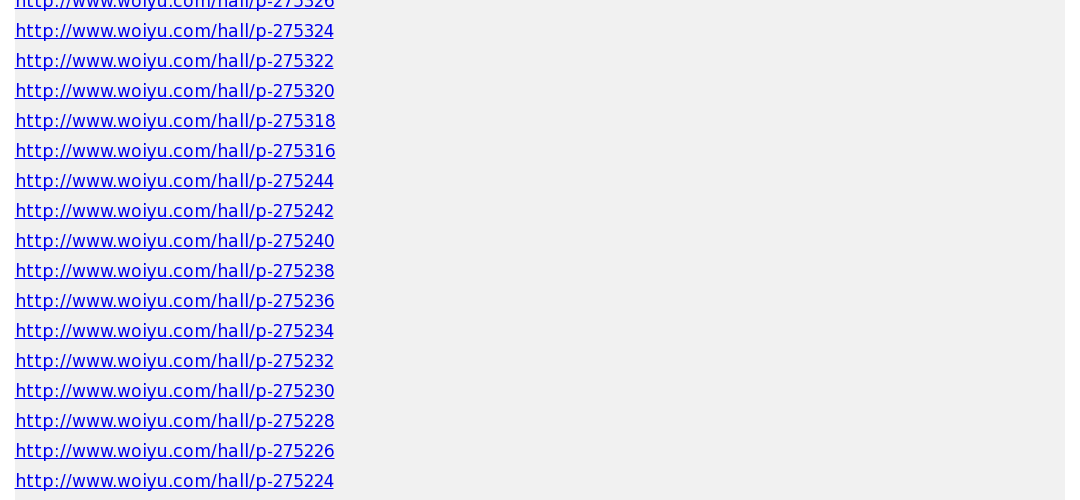 http://www.woiyu.com/hall/p-275326
http://www.woiyu.com/hall/p-275324
http://www.woiyu.com/hall/p-275322
http://www.woiyu.com/hall/p-275320
http://www.woiyu.com/hall/p-275318
http://www.woiyu.com/hall/p-275316
http://www.woiyu.com/hall/p-275244
http://www.woiyu.com/hall/p-275242
http://www.woiyu.com/hall/p-275240
http://www.woiyu.com/hall/p-275238
http://www.woiyu.com/hall/p-275236
http://www.woiyu.com/hall/p-275234
http://www.woiyu.com/hall/p-275232
http://www.woiyu.com/hall/p-275230
http://www.woiyu.com/hall/p-275228
http://www.woiyu.com/hall/p-275226
http://www.woiyu.com/hall/p-275224